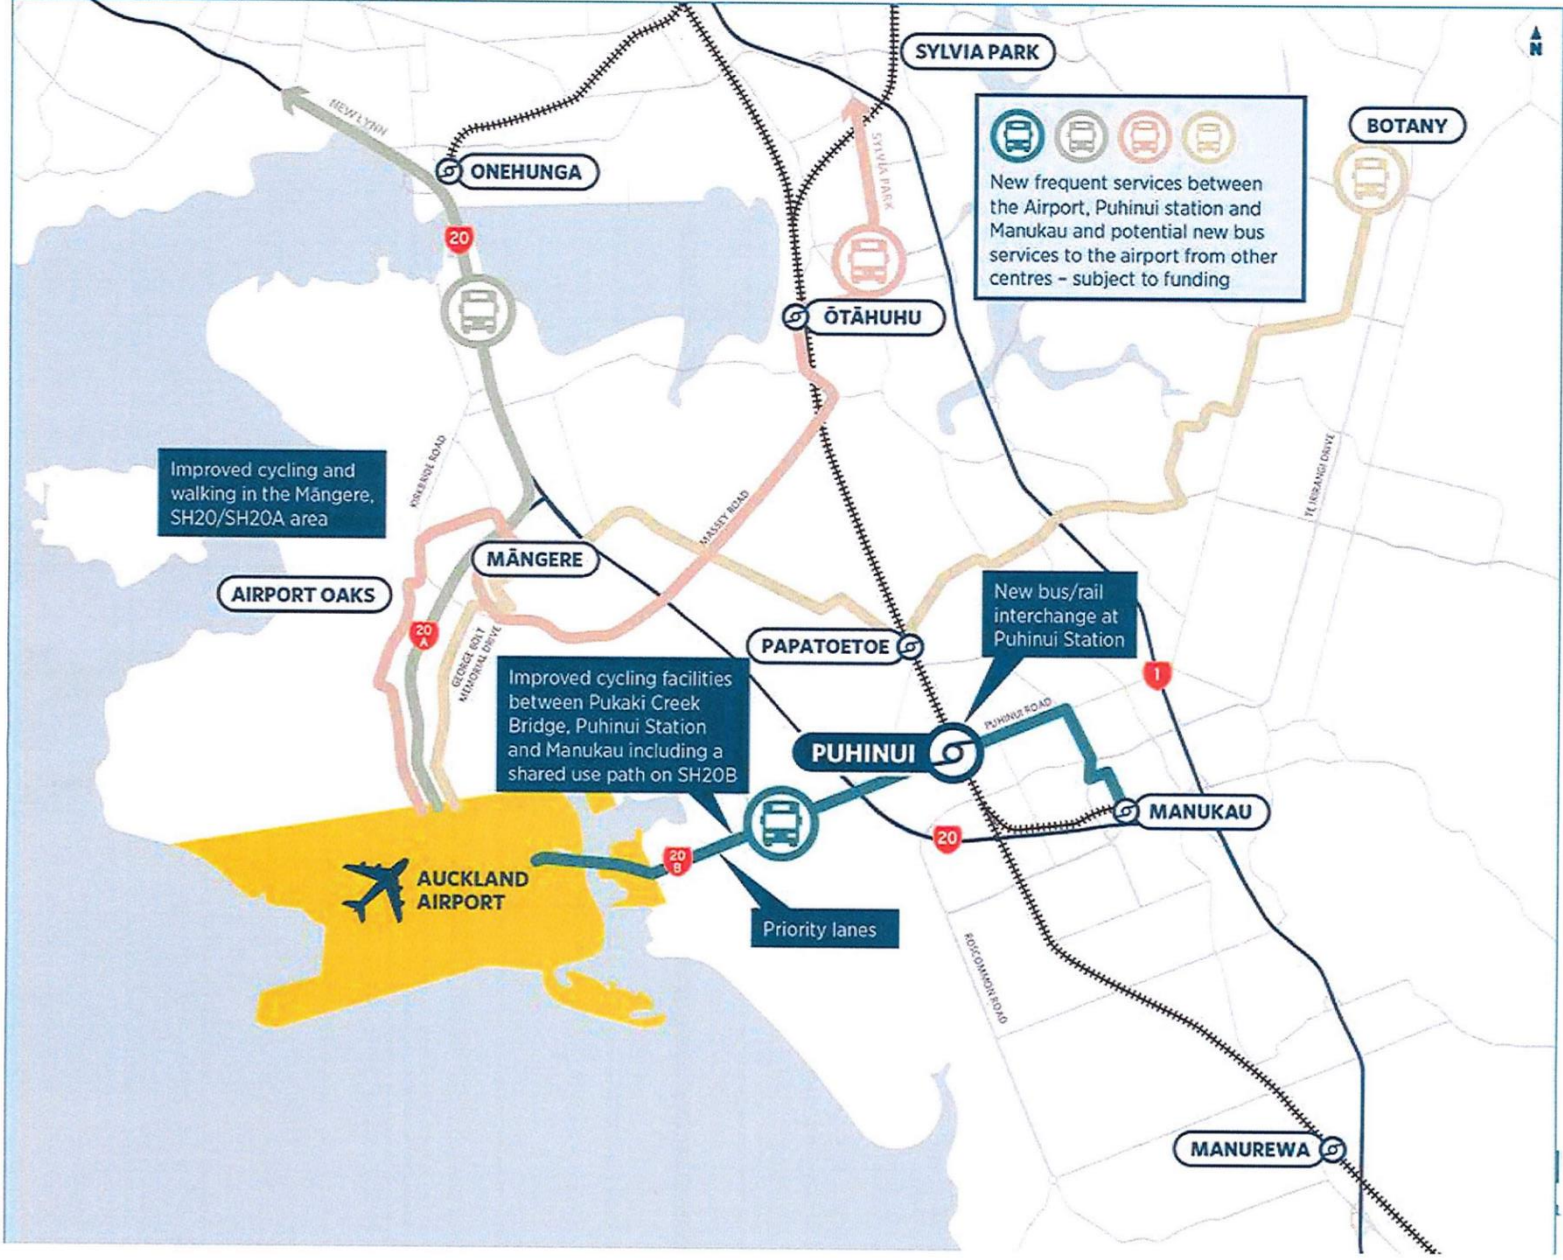 N
SYLVIA PARK
NEW LYNN
SYLVIA PARK
BOTANY
New frequent services between
the Airport, Puhinui station and
Manukau and potential new bus
services to the airport from other
centres – subject to funding
ONEHUNGA
20
ŌTĀHUHU
KIRKBRIDE ROAD
TE IRIRANGI DRIVE
Improved cycling and
walking in the Māngere,
SH20/SH20A area
MASSEY ROAD
MĀNGERE
AIRPORT OAKS
20
A
GEORGE BOLT
MEMORIAL DRIVE
New bus/rail
interchange at
Puhinui Station
PAPATOETOE
1
Improved cycling facilities
between Pukaki Creek
Bridge, Puhinui Station
and Manukau including a
shared use path on SH20B
PUHINUI ROAD
PUHINUI
MANUKAU
20
20
B
AUCKLAND
AIRPORT
Priority lanes
ROSCOMMON ROAD
MANUREWA